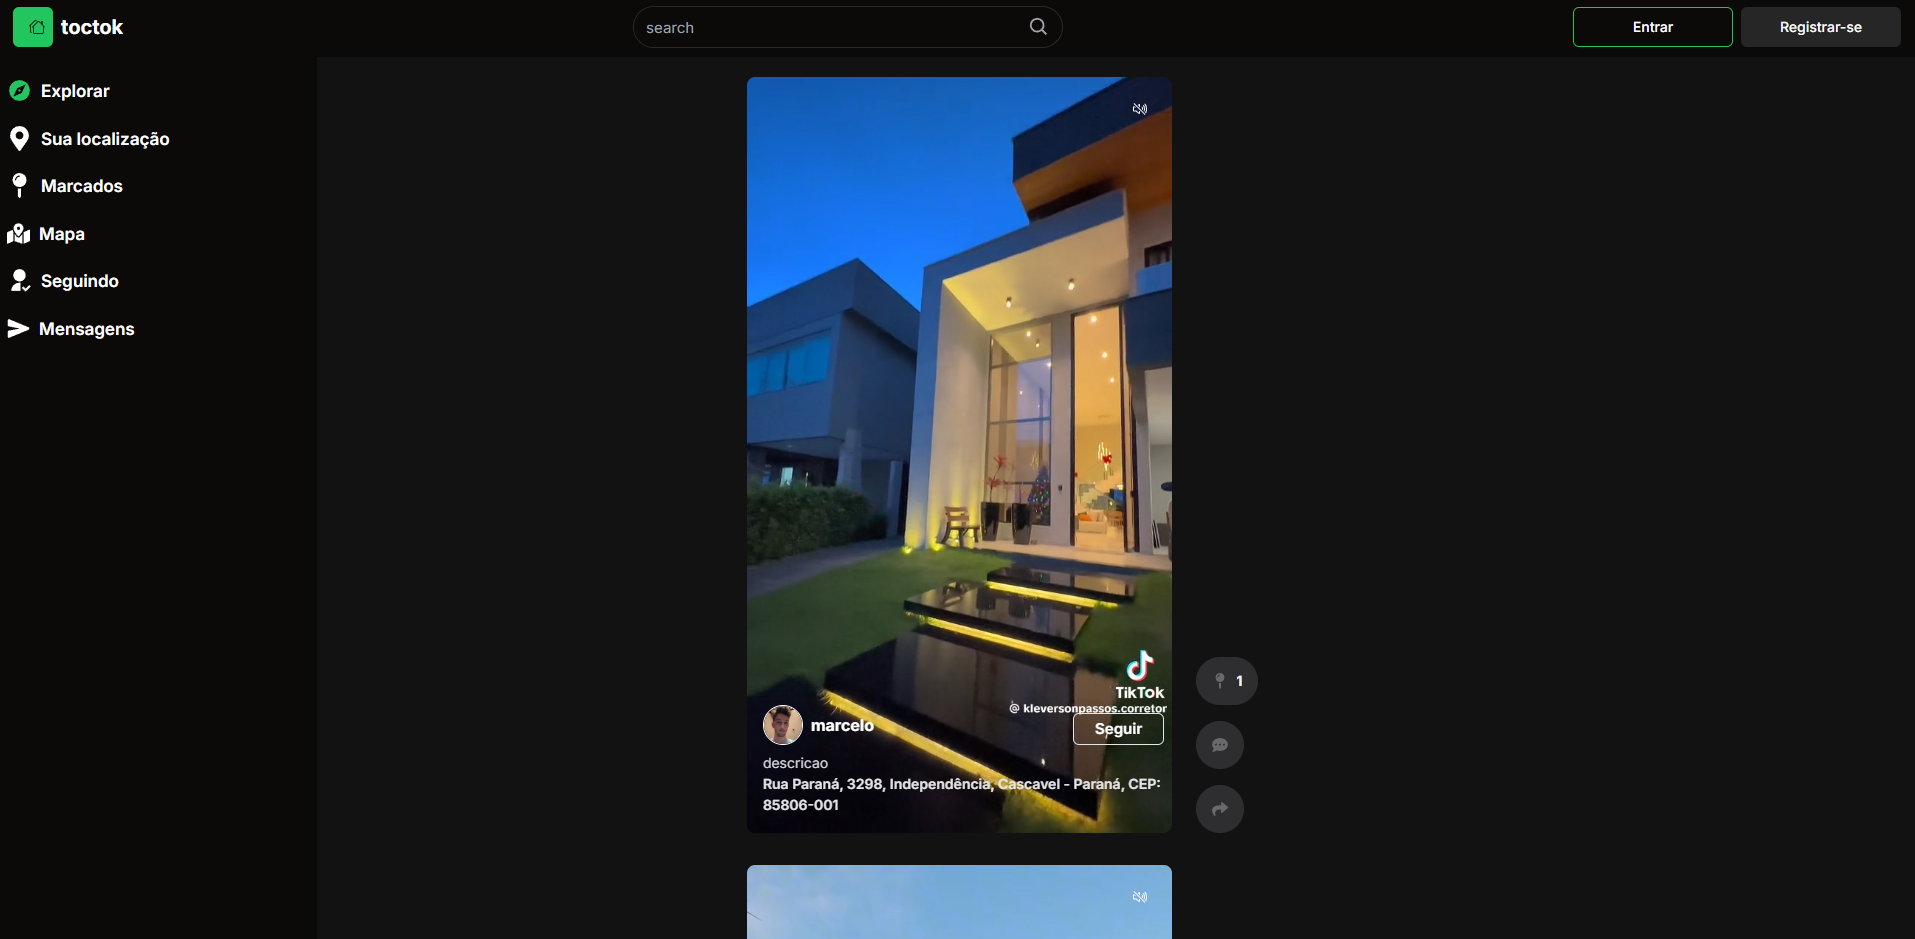 toctok
search
Entrar
Registrar-se
Explorar
Sua localização
Marcados
Mapa
Seguindo
Mensagens
TikTok
@ kleversonpassos.corretor
marcelo
Seguir
descricao
Rua Paraná, 3298, Independência, Cascavel - Paraná, CEP:
85806-001
1